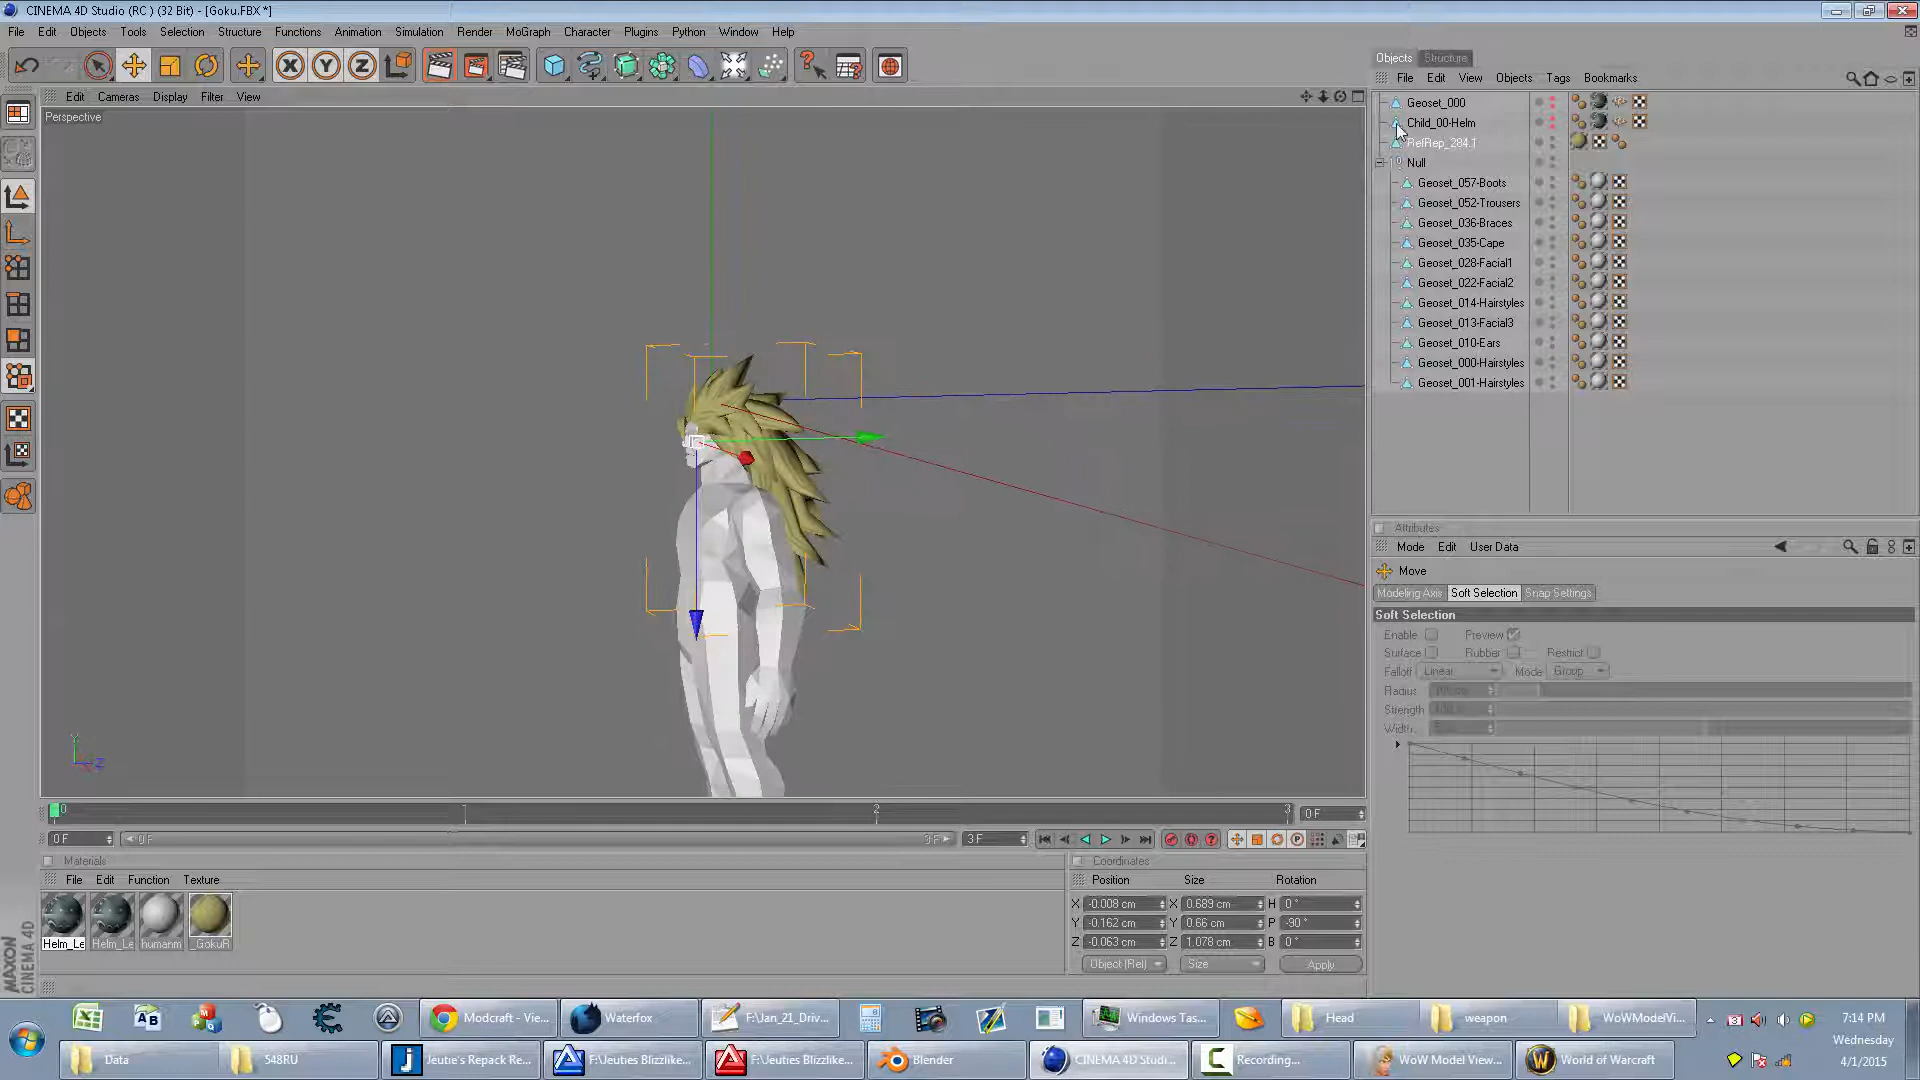 CINEMA 4D Studio (RC ) (32 Bit) - [Goku.FBX *]
File Edit Objects Tools Selection Structure Functions Animation Simulation Render MoGraph Character Plugins Python Window Help
Edit Cameras Display Filter View
Perspective
Objects Structure
File Edit View Objects Tags Bookmarks
Geoset_000
Child_00-Helm
RefRep_284.1
Null
Geoset_057-Boots
Geoset_052-Trousers
Geoset_036-Braces
Geoset_035-Cape
Geoset_028-Facial1
Geoset_022-Facial2
Geoset_014-Hairstyles
Geoset_013-Facial3
Geoset_010-Ears
Geoset_000-Hairstyles
Geoset_001-Hairstyles
Attributes
Mode Edit User Data
Move
Modeling Axis Soft Selection Snap Settings
Soft Selection
Enable Preview
Surface Rubber Restrict
Falloff Linear Mode Group
Radius
Strength
Width
Y
Z
0 1 2 3 0 F
0 F 0 F 3 F 3 F
Materials
File Edit Function Texture
Helm_Le Helm_Le humanm _GokuR
MAXON
CINEMA 4D
Coordinates
Position Size Rotation
X -0.008 cm X 0.689 cm H 0 °
Y -0.162 cm Y 0.66 cm P -90 °
Z -0.063 cm Z 1.078 cm B 0 °
Object (Rel) Size Apply
Modcraft - Vie... Waterfox F:\Jan_21_Driv... Windows Tas... Head weapon WoWModelVi...
Data 548RU Jeutie's Repack Re... F:\Jeuties Blizzlike... F:\Jeuties Blizzlike... Blender CINEMA 4D Studi... Recording... WoW Model View... World of Warcraft
7:14 PM
Wednesday
4/1/2015